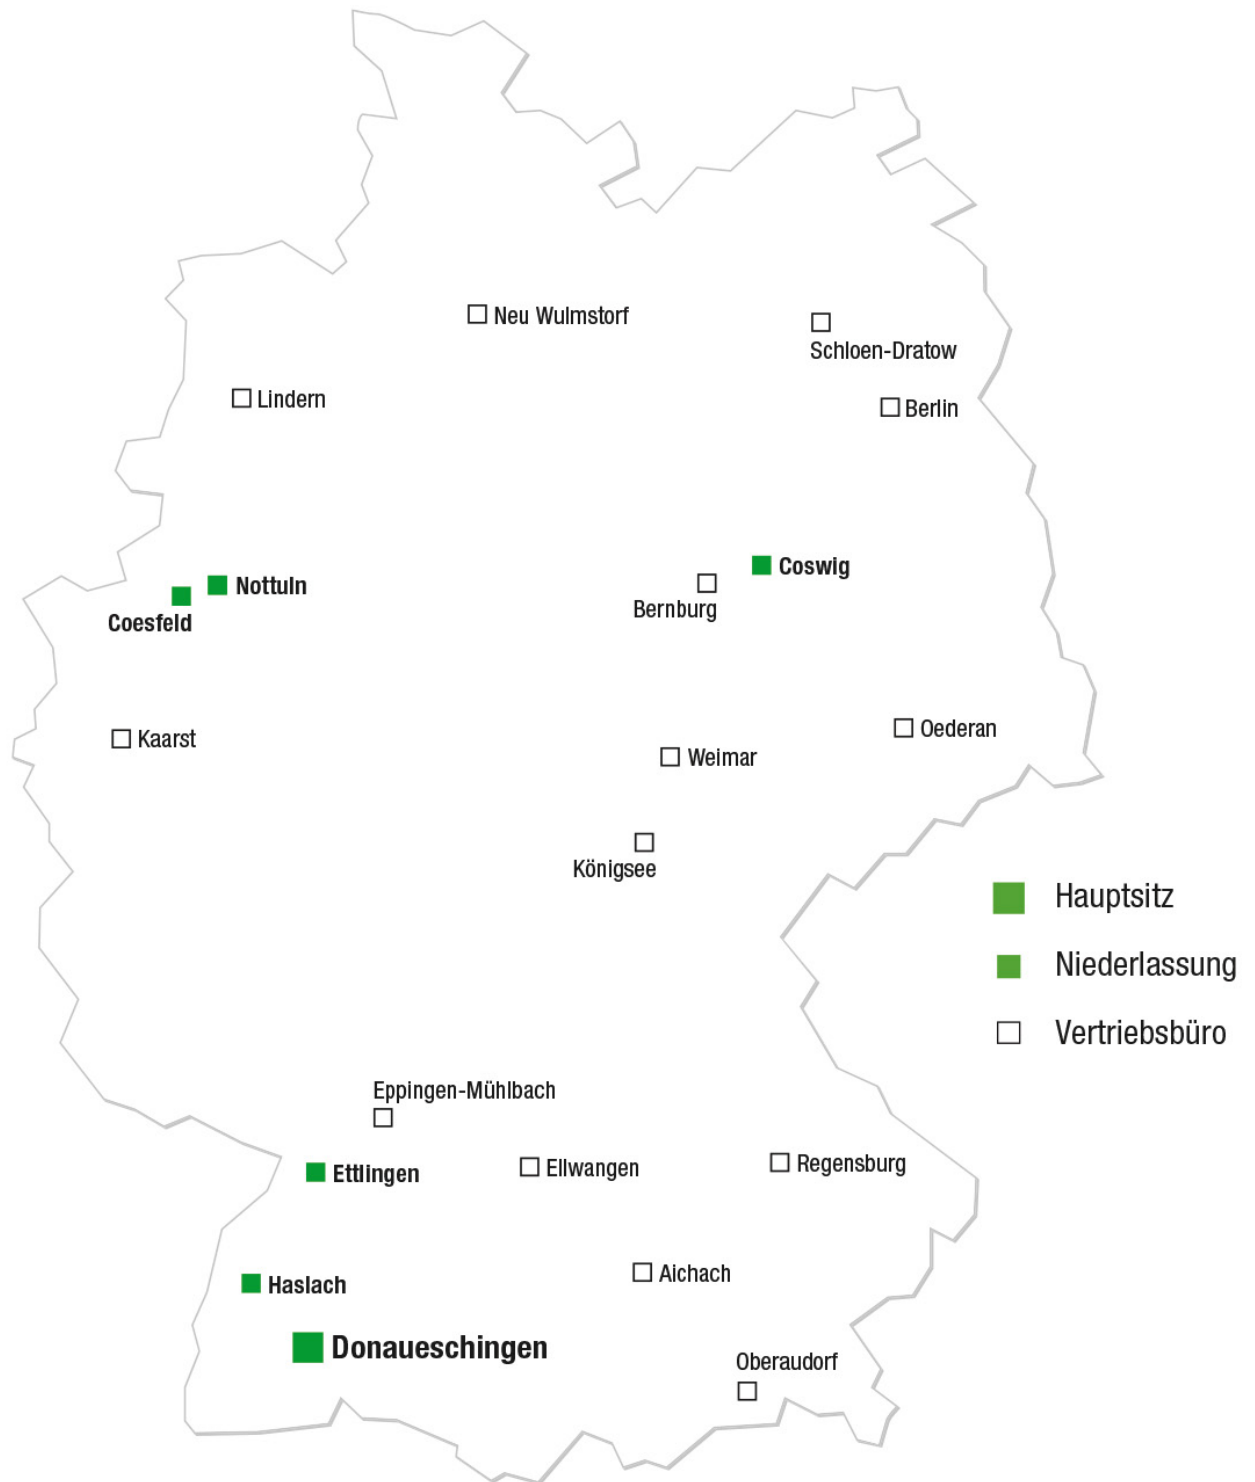 Neu Wulmstorf
Schloen-Dratow
Lindern
Berlin
Nottuln
Coswig
Coesfeld
Bernburg
Kaarst
Oederan
Weimar
Königsee
Hauptsitz
Niederlassung
Vertriebsbüro
Eppingen-Mühlbach
Ettlingen
Ellwangen
Regensburg
Haslach
Aichach
Donaueschingen
Oberaudorf